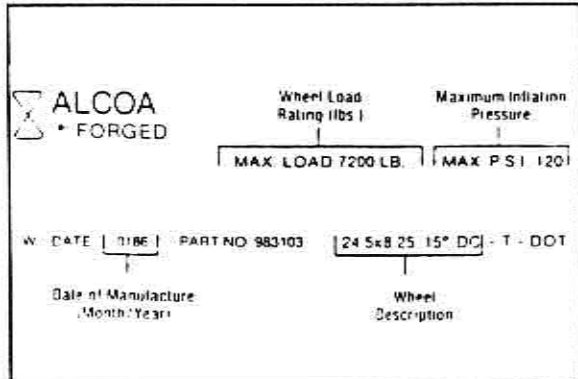 ALCOA
FORGED
Wheel Load
Rating (lbs.)
Maximum Inflation
Pressure
MAX. LOAD 7200 LB.
MAX. P.S.I. 120
DATE 0186 PART NO. 983103 24.5x8.25 15° DC - T - DOT
Date of Manufacture
(Month/Year)
Wheel
Description